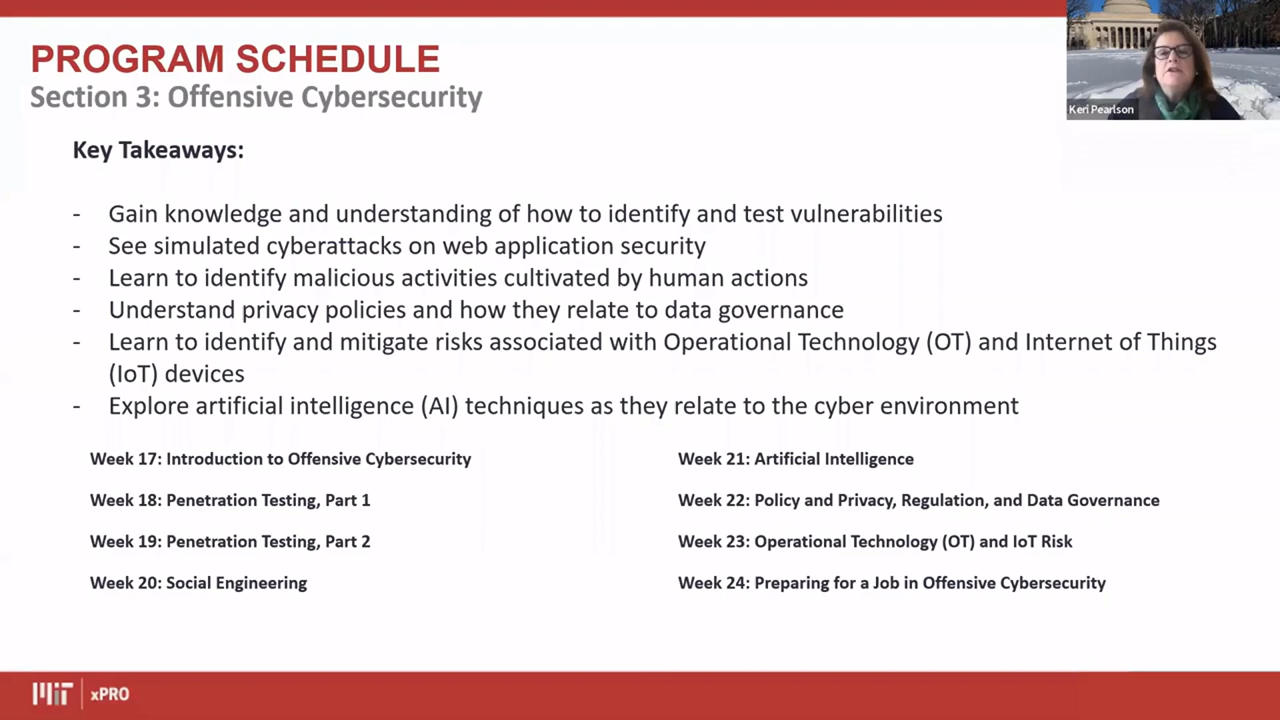 PROGRAM SCHEDULE
Section 3: Offensive Cybersecurity
Keri Pearlson
Key Takeaways:
- Gain knowledge and understanding of how to identify and test vulnerabilities
- See simulated cyberattacks on web application security
- Learn to identify malicious activities cultivated by human actions
- Understand privacy policies and how they relate to data governance
- Learn to identify and mitigate risks associated with Operational Technology (OT) and Internet of Things
(IoT) devices
- Explore artificial intelligence (AI) techniques as they relate to the cyber environment
Week 17: Introduction to Offensive Cybersecurity
Week 18: Penetration Testing, Part 1
Week 19: Penetration Testing, Part 2
Week 20: Social Engineering
Week 21: Artificial Intelligence
Week 22: Policy and Privacy, Regulation, and Data Governance
Week 23: Operational Technology (OT) and IoT Risk
Week 24: Preparing for a Job in Offensive Cybersecurity
MIT xPRO